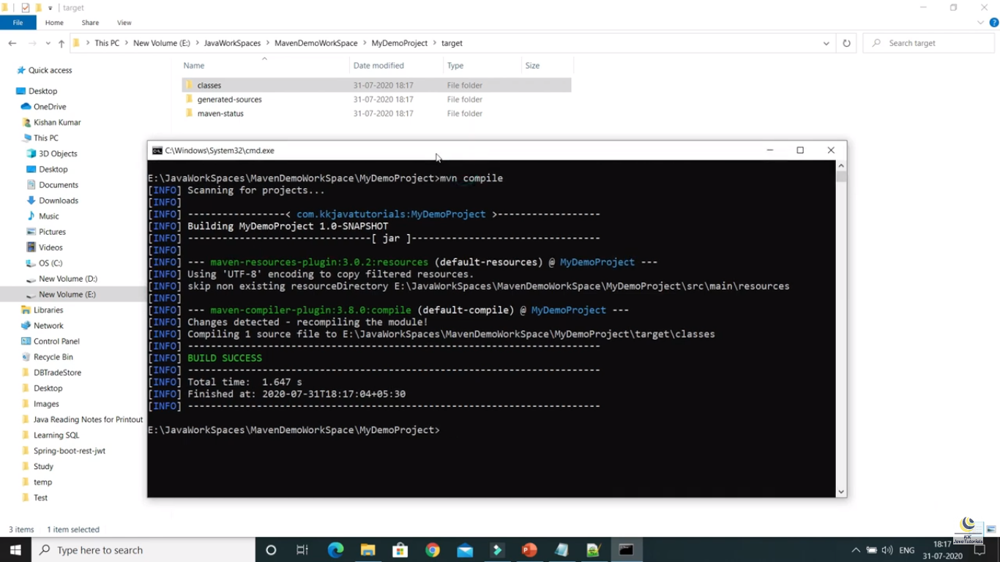 target
File Home Share View
This PC > New Volume (E:) > JavaWorkSpaces > MavenDemoWorkSpace > MyDemoProject > target
Search target
Name Date modified Type Size
classes 31-07-2020 18:17 File folder
generated-sources 31-07-2020 18:17 File folder
maven-status 31-07-2020 18:17 File folder
Quick access
Desktop
OneDrive
Kishan Kumar
This PC
3D Objects
Desktop
Documents
Downloads
Music
Pictures
Videos
OS (C:)
New Volume (D:)
New Volume (E:)
Libraries
Network
Control Panel
Recycle Bin
DBTradeStore
Desktop
Images
Java Reading Notes for Printout
Learning SQL
Spring-boot-rest-jwt
Study
temp
Test
C:\Windows\System32\cmd.exe
E:\JavaWorkSpaces\MavenDemoWorkSpace\MyDemoProject>mvn compile
[INFO] Scanning for projects...
[INFO]
[INFO] -----------------< com.kkjavatutorials:MyDemoProject >------------------
[INFO] Building MyDemoProject 1.0-SNAPSHOT
[INFO] --------------------------------[ jar ]---------------------------------
[INFO]
[INFO] --- maven-resources-plugin:3.0.2:resources (default-resources) @ MyDemoProject ---
[INFO] Using 'UTF-8' encoding to copy filtered resources.
[INFO] skip non existing resourceDirectory E:\JavaWorkSpaces\MavenDemoWorkSpace\MyDemoProject\src\main\resources
[INFO]
[INFO] --- maven-compiler-plugin:3.8.0:compile (default-compile) @ MyDemoProject ---
[INFO] Changes detected - recompiling the module!
[INFO] Compiling 1 source file to E:\JavaWorkSpaces\MavenDemoWorkSpace\MyDemoProject\target\classes
[INFO] ------------------------------------------------------------------------
[INFO] BUILD SUCCESS
[INFO] ------------------------------------------------------------------------
[INFO] Total time:  1.647 s
[INFO] Finished at: 2020-07-31T18:17:04+05:30
[INFO] ------------------------------------------------------------------------
E:\JavaWorkSpaces\MavenDemoWorkSpace\MyDemoProject>
3 items 1 item selected
KK
JavaTutorials
Type here to search
ENG
18:17
31-07-2020